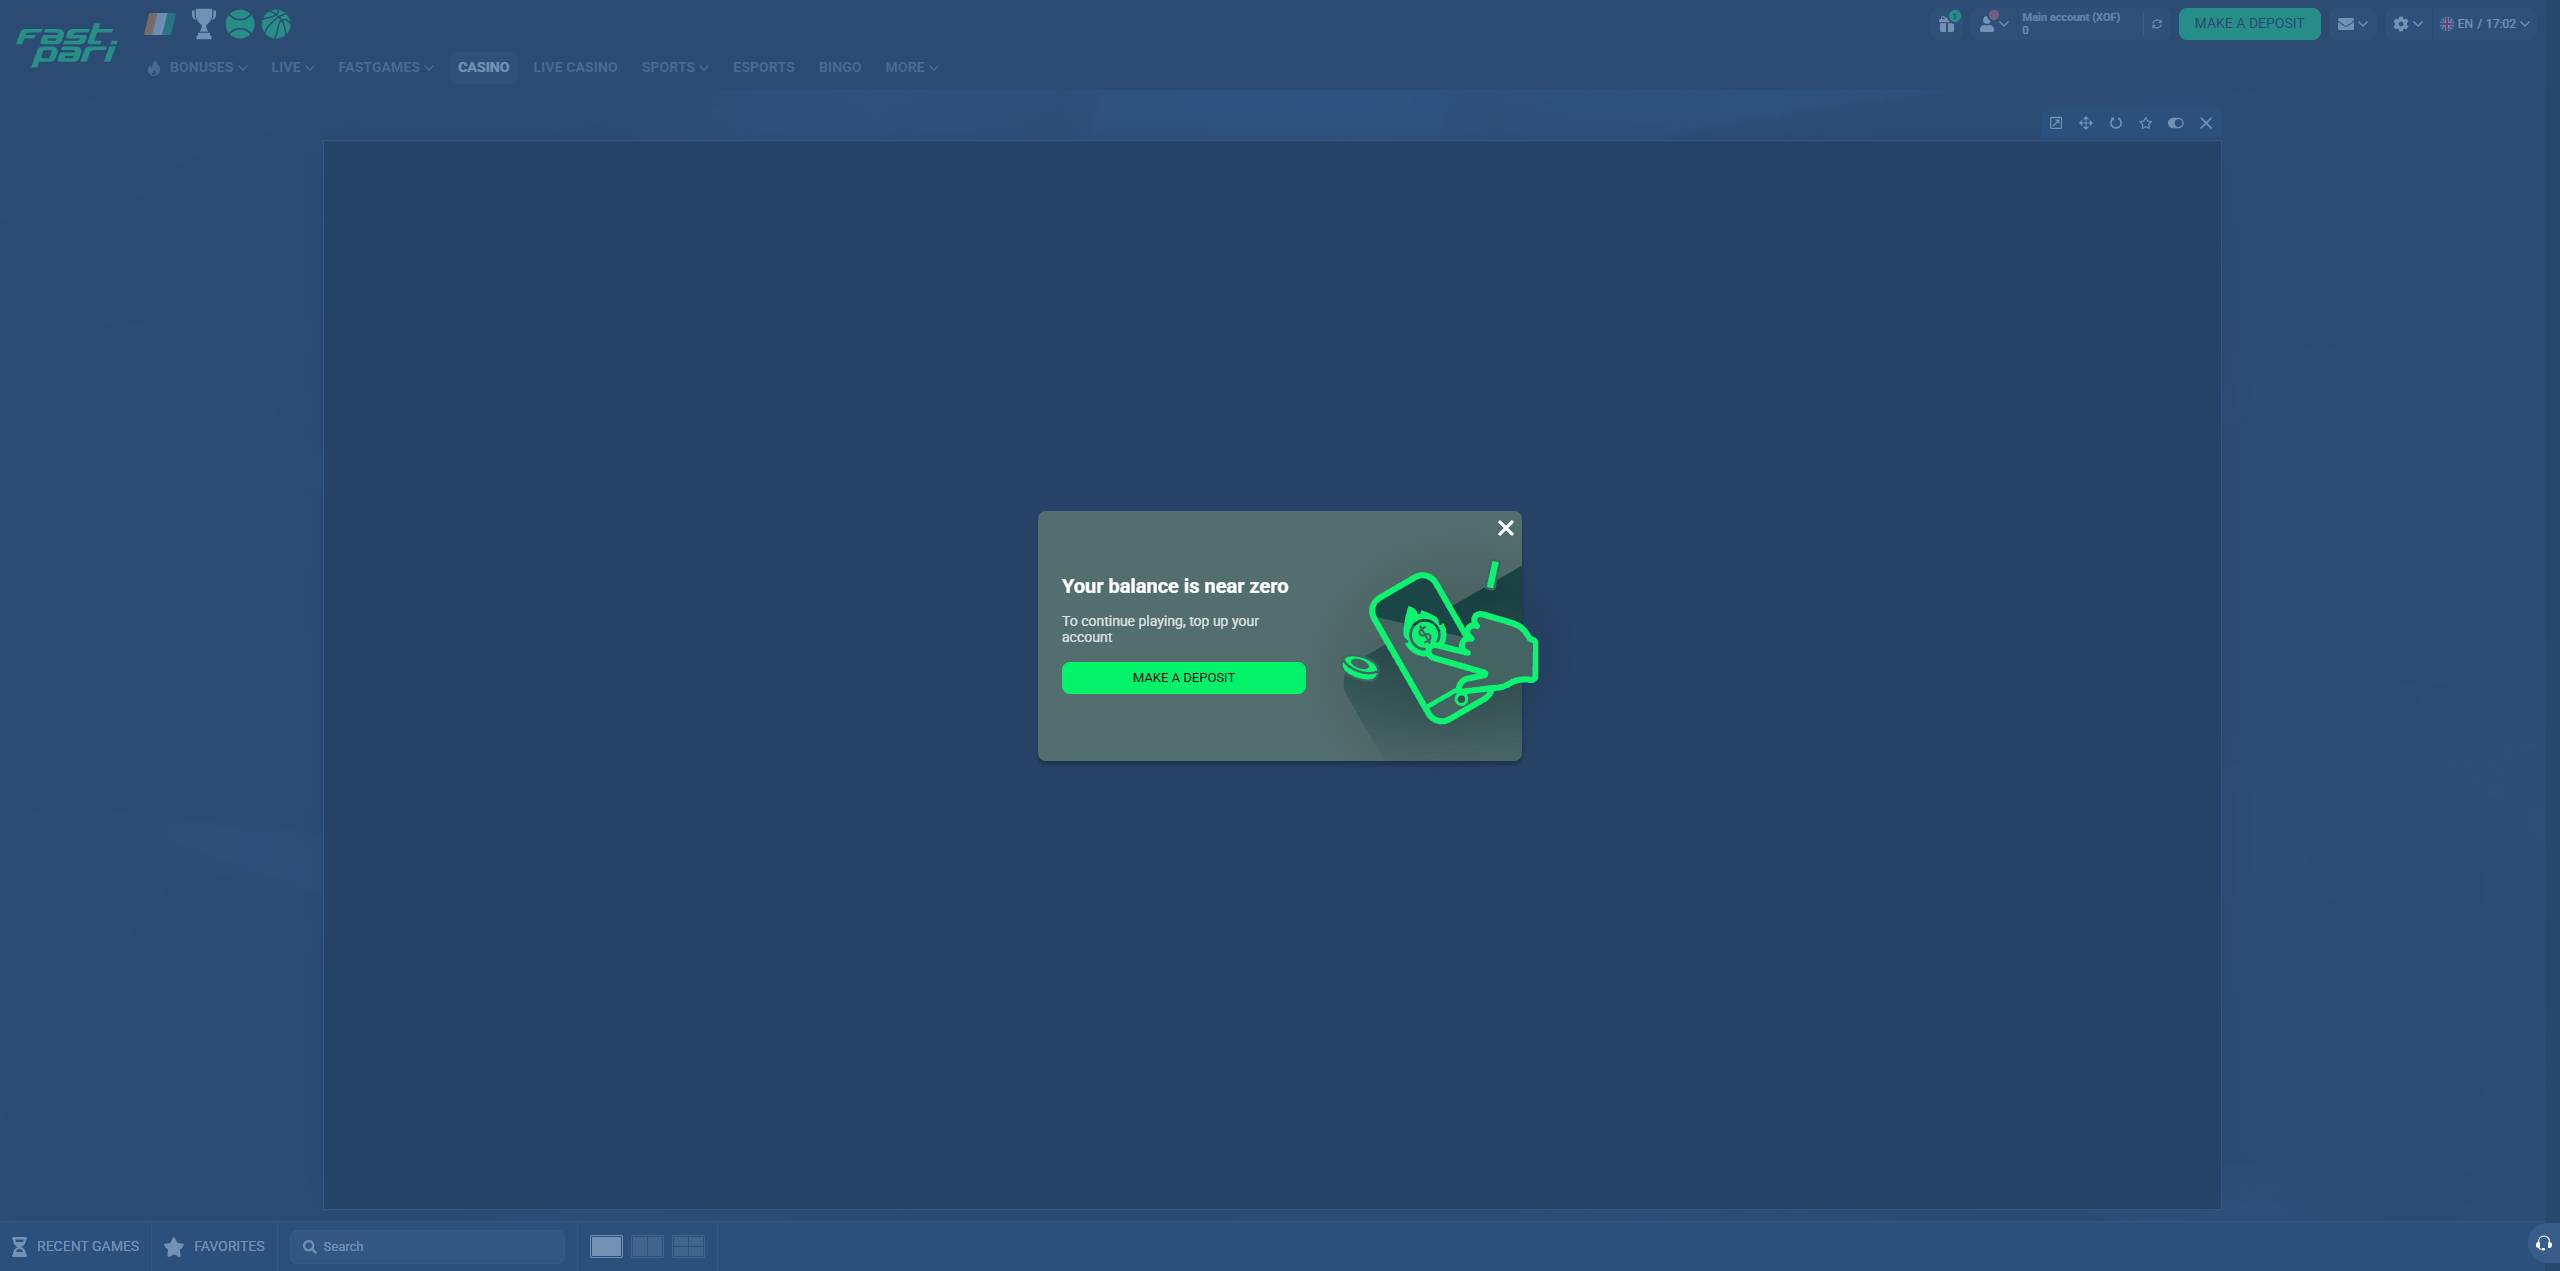 Fast pari
Main account (XOF)
0
MAKE A DEPOSIT
EN / 17:02
BONUSES
LIVE
FASTGAMES
CASINO
LIVE CASINO
SPORTS
ESPORTS
BINGO
MORE
Your balance is near zero
To continue playing, top up your
account
MAKE A DEPOSIT
RECENT GAMES
FAVORITES
Search